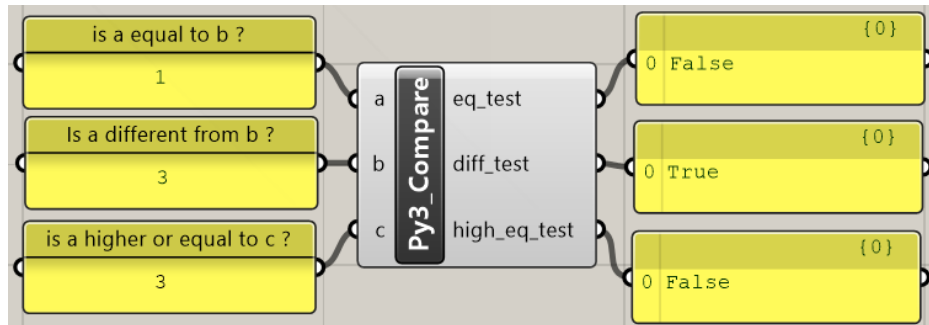 is a equal to b ?
1
Is a different from b ?
3
is a higher or equal to c ?
3
a
b
c
Py3_Compare
eq_test
diff_test
high_eq_test
{0}
0 False
{0}
0 True
{0}
0 False